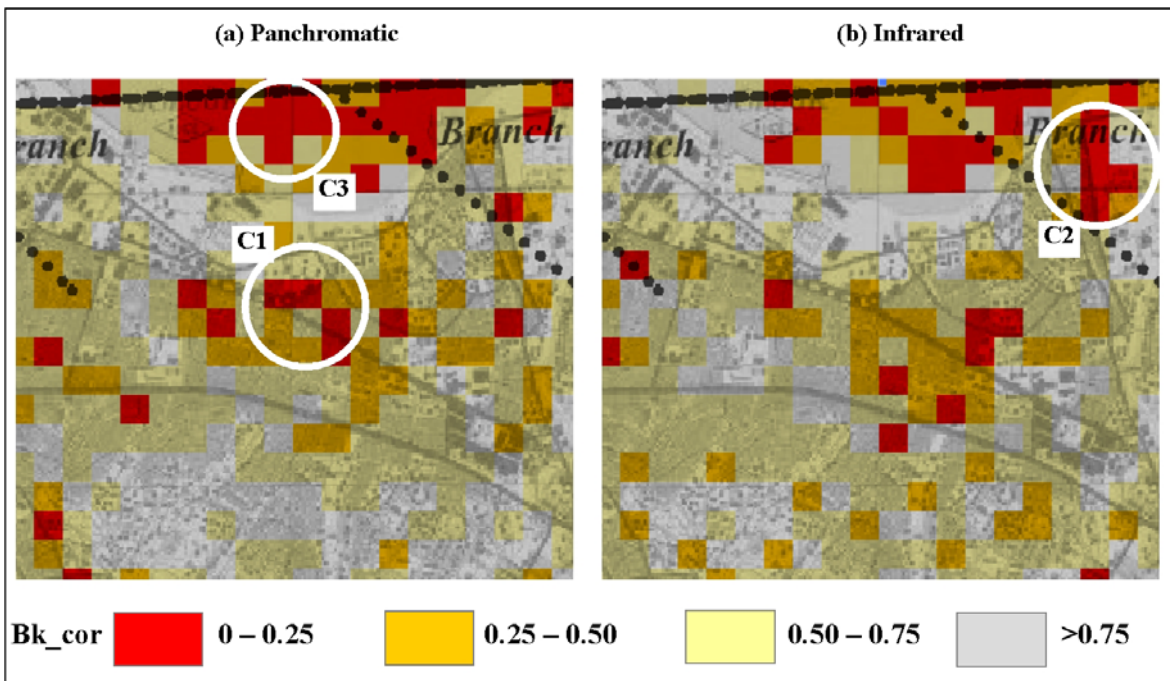 (a) Panchromatic
(b) Infrared
Branch
ranch
Branch
ranch
C3
C1
C2
Bk_cor
0 – 0.25
0.25 – 0.50
0.50 – 0.75
>0.75